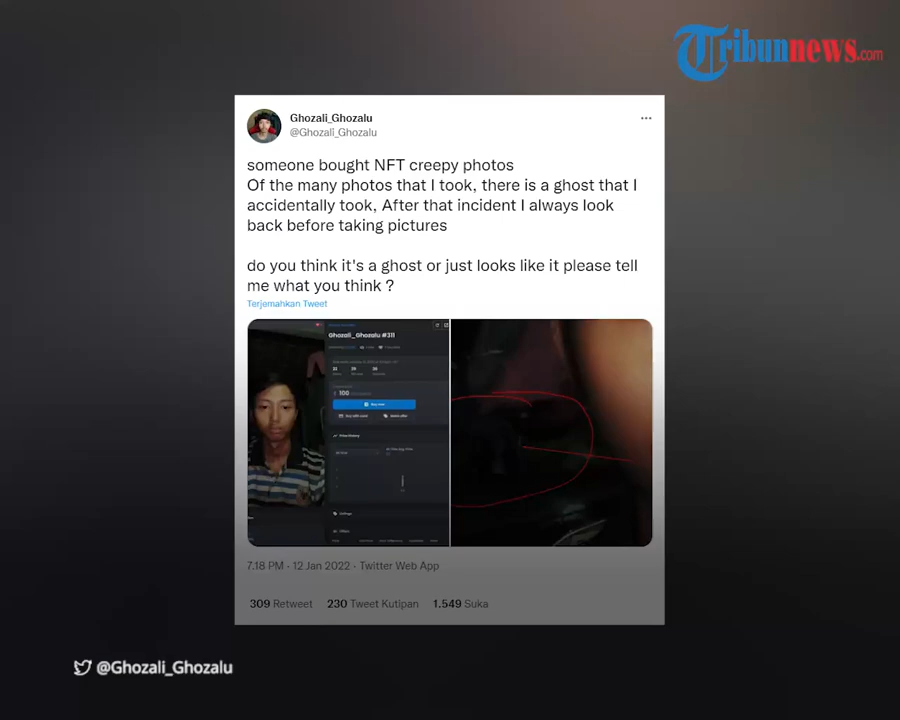 Tribunnews.com
Ghozali_Ghozalu
@Ghozali_Ghozalu
someone bought NFT creepy photos
Of the many photos that I took, there is a ghost that I
accidentally took, After that incident I always look
back before taking pictures
do you think it's a ghost or just looks like it please tell
me what you think ?
Terjemahkan Tweet
Ghozali_Ghozalu #311
100
Buy now
7.18 PM · 12 Jan 2022 · Twitter Web App
309 Retweet 230 Tweet Kutipan 1.549 Suka
@Ghozali_Ghozalu